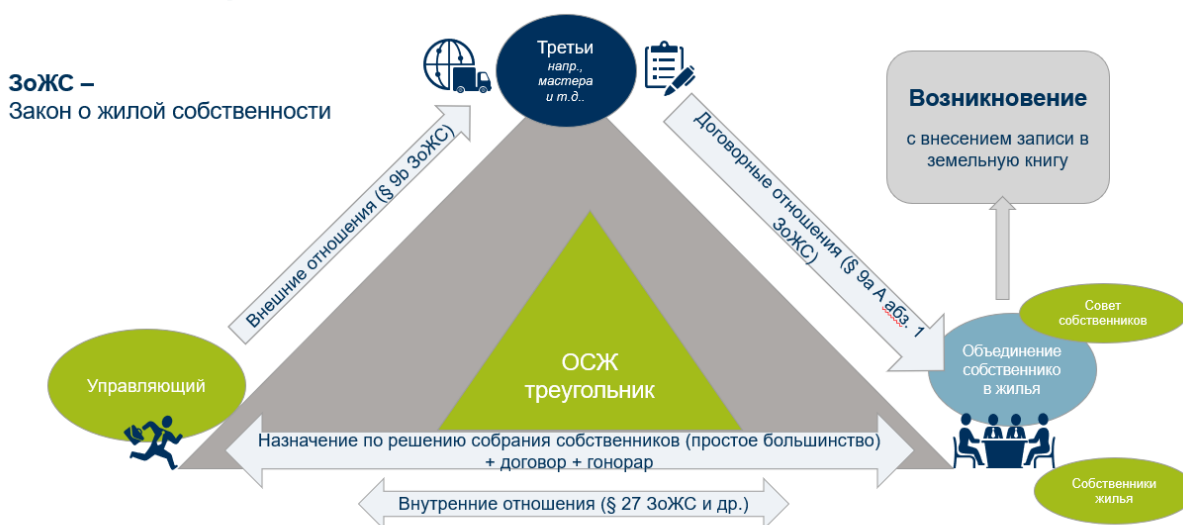 ЗоЖС –
Закон о жилой собственности
Третьи
напр.,
мастера
и т.д..
Внешние отношения (§ 9b ЗоЖС)
Договорные отношения (§ 9a A абз. 1
ЗоЖС)
Возникновение
с внесением записи в
земельную книгу
Совет
собственников
Управляющий
ОСЖ
треугольник
Объединение
собственнико
в жилья
Назначение по решению собрания собственников (простое большинство)
+ договор + гонорар
Собственники
жилья
Внутренние отношения (§ 27 ЗоЖС и др.)